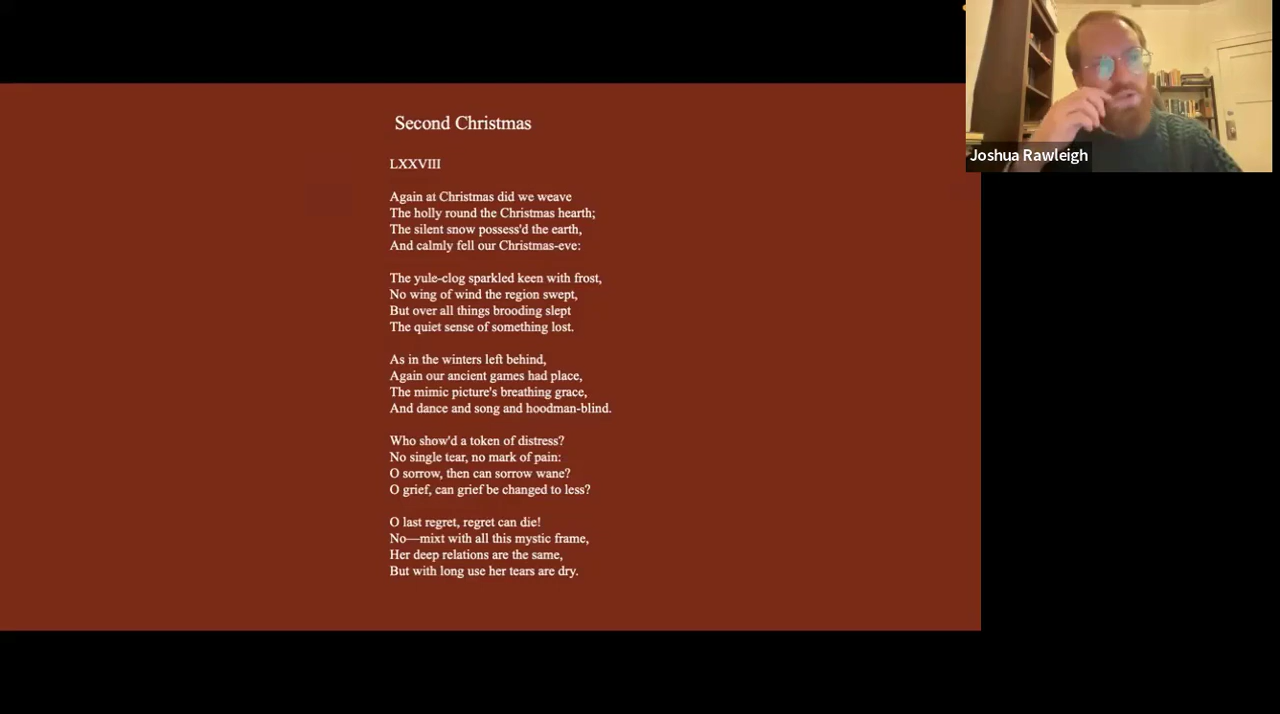 Second Christmas
LXXVIII
Again at Christmas did we weave
The holly round the Christmas hearth;
The silent snow possess'd the earth,
And calmly fell our Christmas-eve:
The yule-clog sparkled keen with frost,
No wing of wind the region swept,
But over all things brooding slept
The quiet sense of something lost.
As in the winters left behind,
Again our ancient games had place,
The mimic picture's breathing grace,
And dance and song and hoodman-blind.
Who show'd a token of distress?
No single tear, no mark of pain:
O sorrow, then can sorrow wane?
O grief, can grief be changed to less?
O last regret, regret can die!
No—mixt with all this mystic frame,
Her deep relations are the same,
But with long use her tears are dry.
Joshua Rawleigh